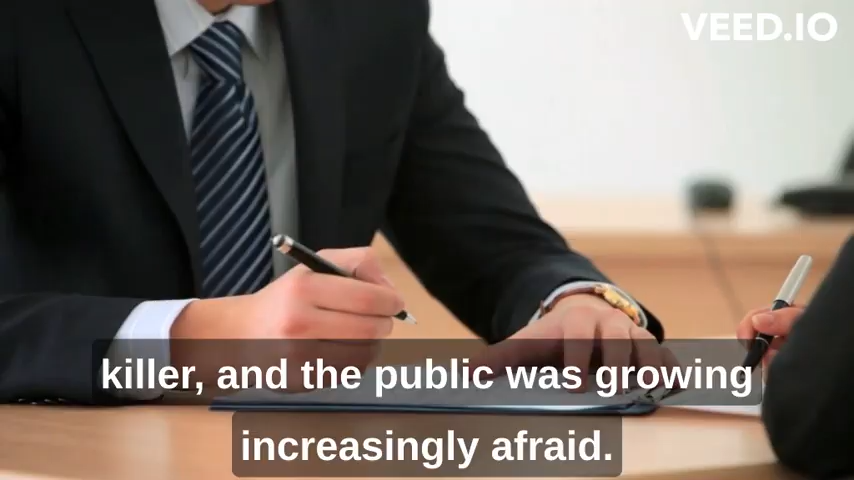 VEED.IO
killer, and the public was growing
increasingly afraid.